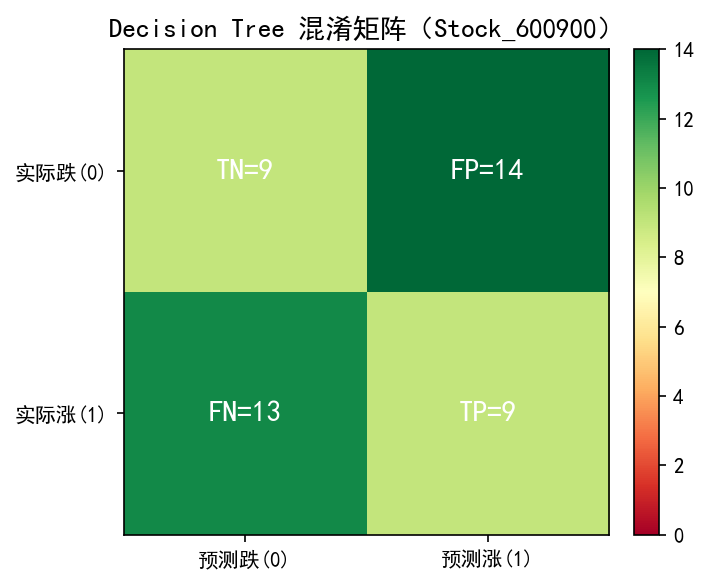 Decision Tree 混淆矩阵（Stock_600900）
实际跌(0)
TN=9
FP=14
实际涨(1)
FN=13
TP=9
预测跌(0)
预测涨(1)
14
12
10
8
6
4
2
0